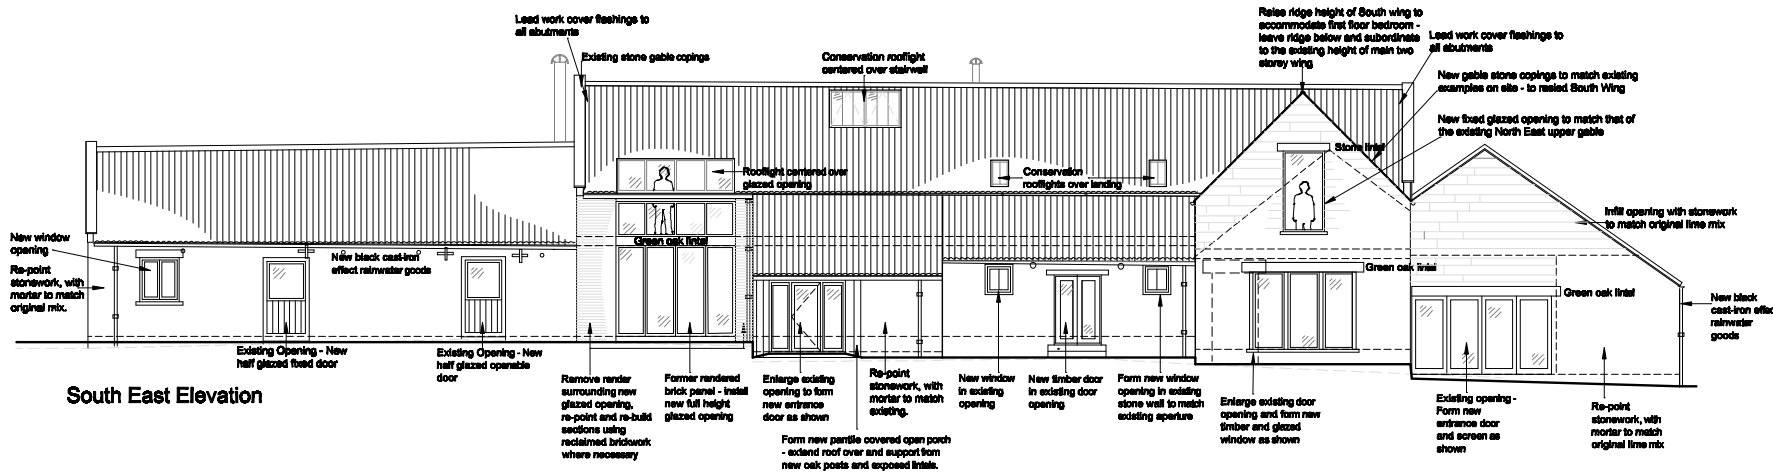 Lead work cover flashings to
all abutments
Existing stone gable copings
Conservation rooflight
centered over stairwell
Raise ridge height of South wing to
accommodate first floor bedroom -
leave ridge below and subordinate
to the existing height of main two
storey wing
Lead work cover flashings to
all abutments
New gable stone copings to match existing
examples on site - to rasied South Wing
New fixed glazed opening to match that of
the existing North East upper gable
Stone lintel
Rooflight centered over
glazed opening
Conservation
rooflights over landing
Infill opening with stonework
to match original lime mix
New window
opening
Re-point
stonework, with
mortar to match
original mix.
New black cast-iron
effect rainwater goods
Green oak lintel
Green oak lintel
Green oak lintel
New black
cast-iron effec
rainwater
goods
Existing Opening - New
half glazed fixed door
Existing Opening - New
half glazed openable
door
South East Elevation
Remove render
surrounding new
glazed opening,
re-point and re-build
sections using
reclaimed brickwork
where necessary
Former rendered
brick panel - install
new full height
glazed opening
Enlarge existing
opening to form
new entrance
door as shown
Re-point
stonework, with
mortar to match
existing.
Form new pantile covered open porch
- extend roof over and support from
new oak posts and exposed lintels.
New window
in existing
opening
New timber door
in existing door
opening
Form new window
opening in existing
stone wall to match
existing aperture
Enlarge existing door
opening and form new
timber and glazed
window as shown
Existing opening -
Form new
entrance door
and screen as
shown
Re-point
stonework, with
mortar to match
original lime mix